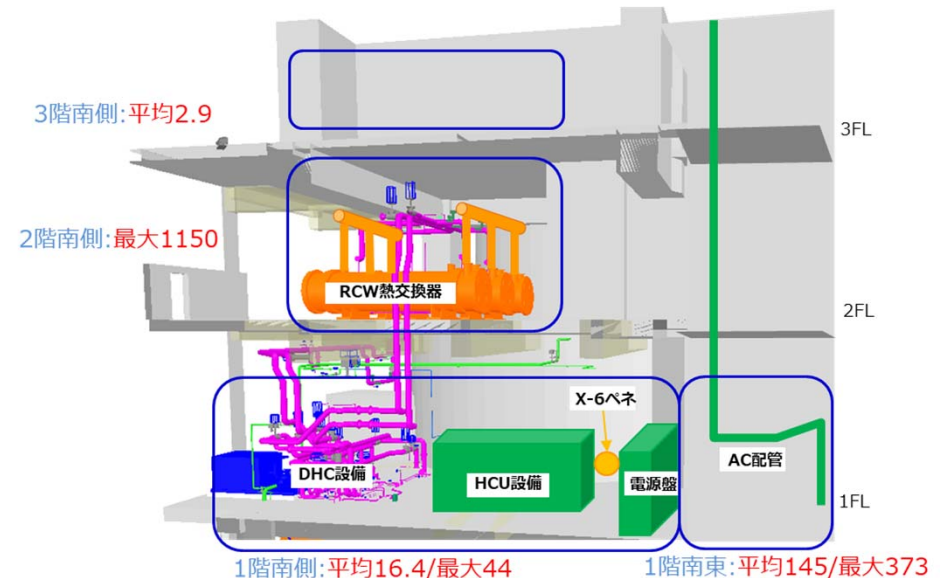 3階南側:平均2.9
3FL
2階南側:最大1150
RCW熱交換器
2FL
X-6ペネ
DHC設備
HCU設備
電源盤
AC配管
1FL
1階南側:平均16.4/最大44
1階南東:平均145/最大373